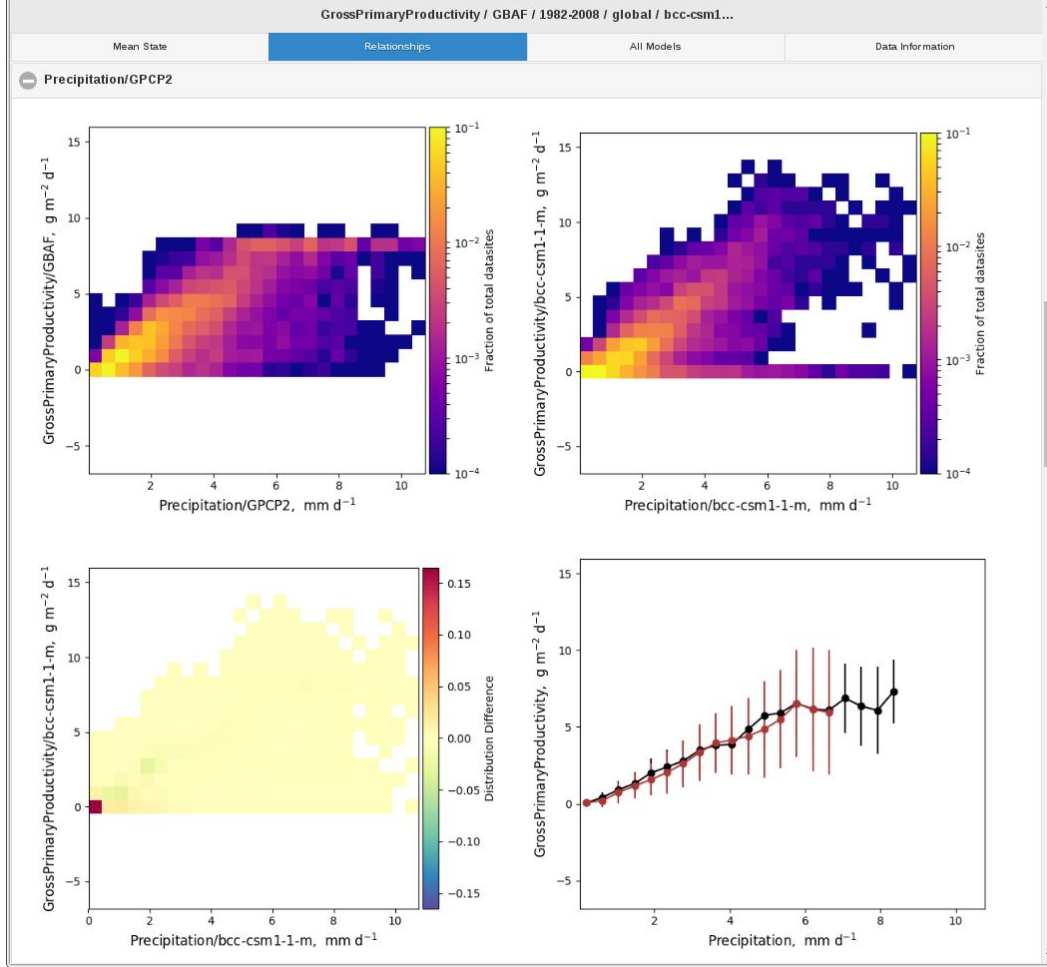 GrossPrimaryProductivity / GBAF / 1982-2008 / global / bcc-csm1...
Mean State
Relationships
All Models
Data Information
Precipitation/GPCP2
GrossPrimaryProductivity/GBAF, g m⁻² d⁻¹
15
10
5
0
−5
2 4 6 8 10
Precipitation/GPCP2, mm d⁻¹
10⁻¹
10⁻²
10⁻³
10⁻⁴
Fraction of total datasites
GrossPrimaryProductivity/bcc-csm1-1-m, g m⁻² d⁻¹
15
10
5
0
−5
2 4 6 8 10
Precipitation/bcc-csm1-1-m, mm d⁻¹
10⁻¹
10⁻²
10⁻³
10⁻⁴
Fraction of total datasites
GrossPrimaryProductivity/bcc-csm1-1-m, g m⁻² d⁻¹
15
10
5
0
−5
0 2 4 6 8 10
Precipitation/bcc-csm1-1-m, mm d⁻¹
0.15
0.10
0.05
0.00
−0.05
−0.10
−0.15
Distribution Difference
GrossPrimaryProductivity, g m⁻² d⁻¹
15
10
5
0
−5
2 4 6 8 10
Precipitation, mm d⁻¹